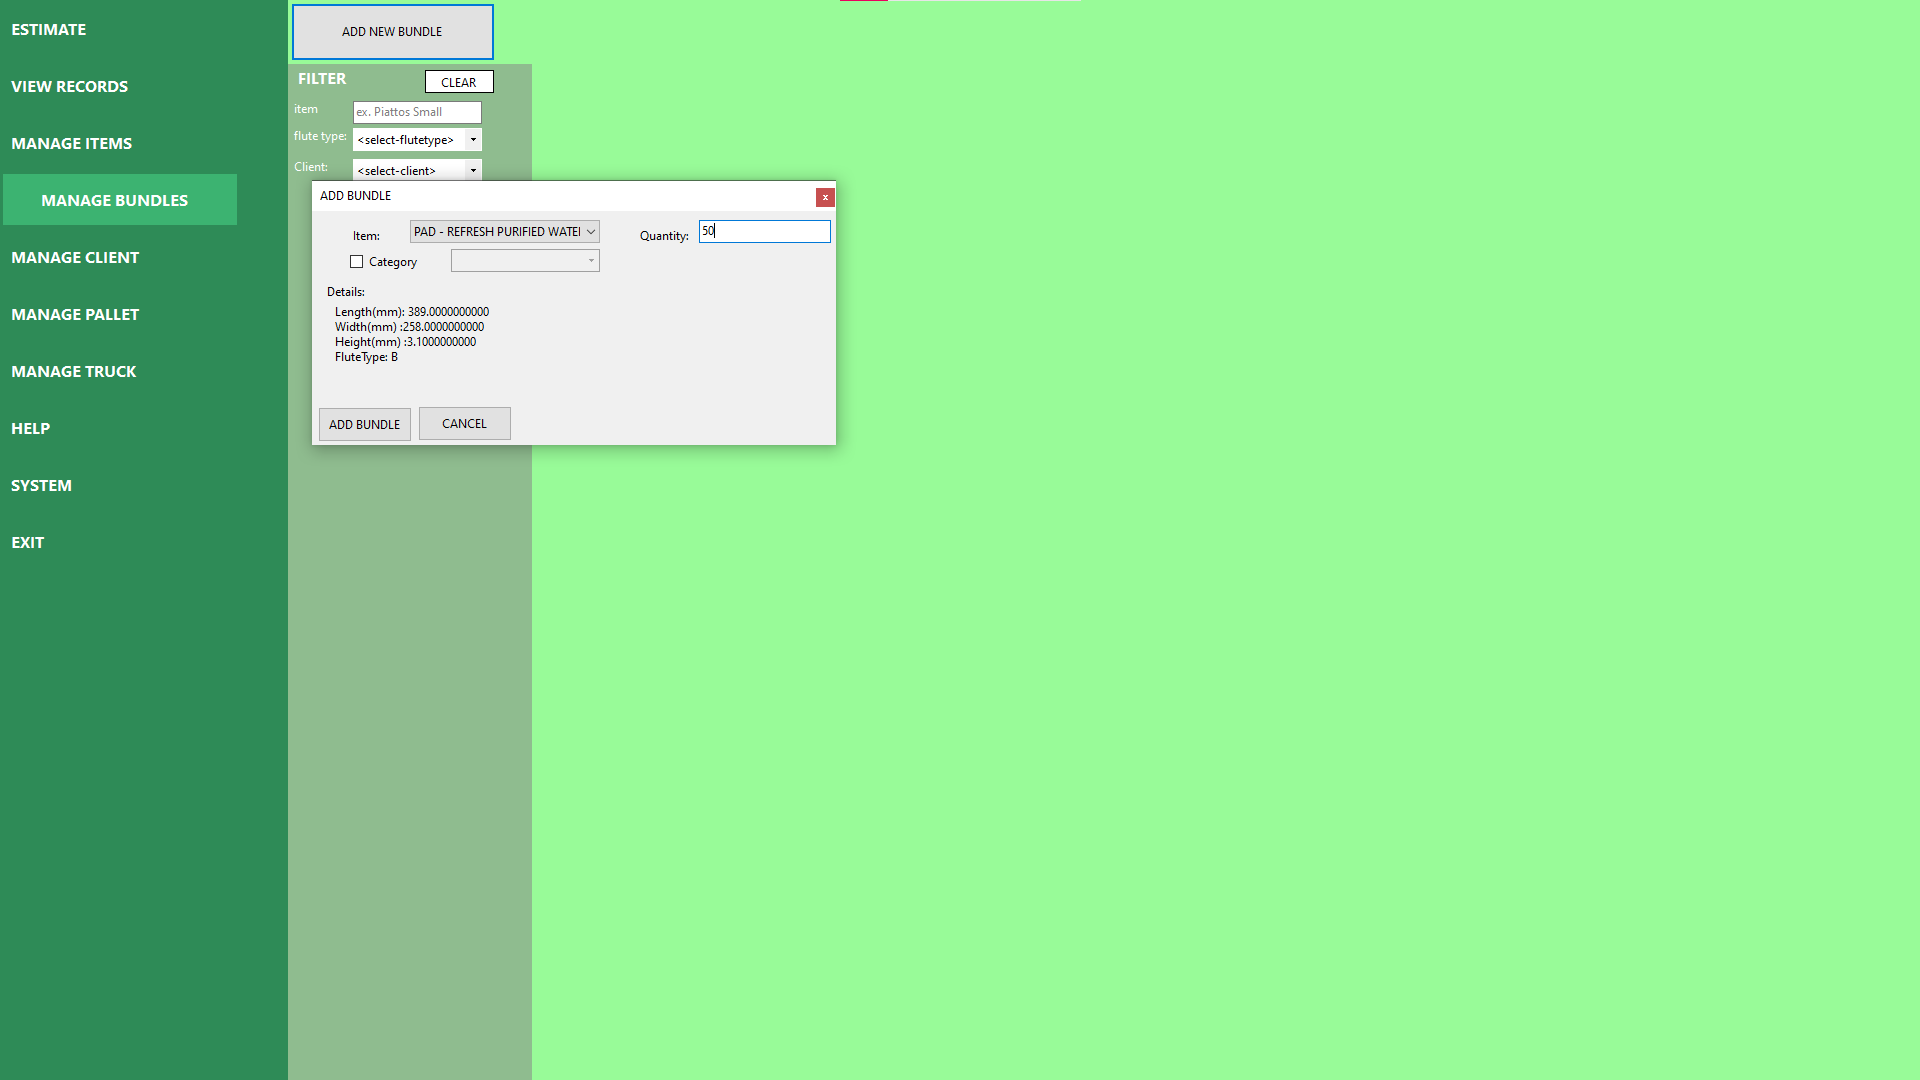 ESTIMATE
VIEW RECORDS
MANAGE ITEMS
MANAGE BUNDLES
MANAGE CLIENT
MANAGE PALLET
MANAGE TRUCK
HELP
SYSTEM
EXIT
ADD NEW BUNDLE
FILTER
CLEAR
item
ex. Piattos Small
flute type:
<select-flutetype>
Client:
<select-client>
ADD BUNDLE
x
Item:
PAD - REFRESH PURIFIED WATE
Quantity:
50
Category
Details:
Length(mm): 389.0000000000
Width(mm) :258.0000000000
Height(mm) :3.1000000000
FluteType: B
ADD BUNDLE
CANCEL